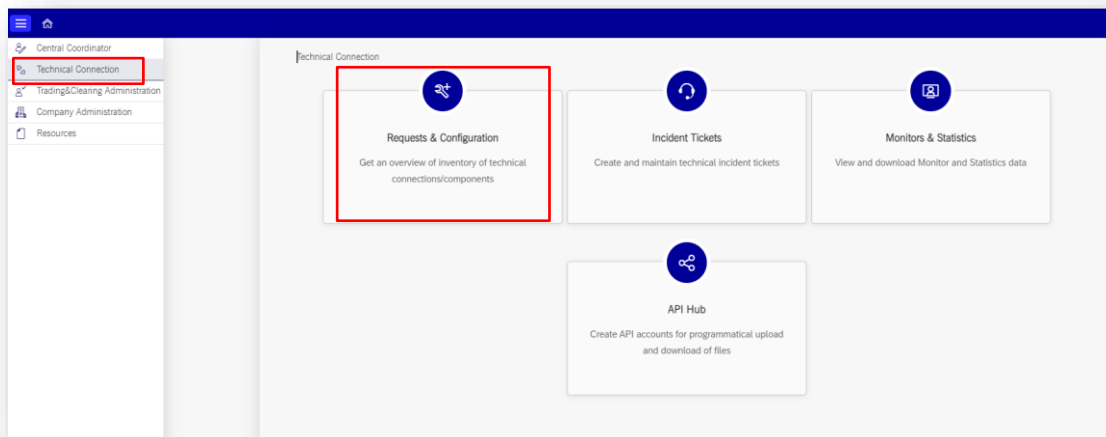 Central Coordinator
Technical Connection
Trading&Clearing Administration
Company Administration
Resources
Technical Connection
Requests & Configuration
Get an overview of inventory of technical
connections/components
Incident Tickets
Create and maintain technical incident tickets
Monitors & Statistics
View and download Monitor and Statistics data
API Hub
Create API accounts for programmatical upload
and download of files